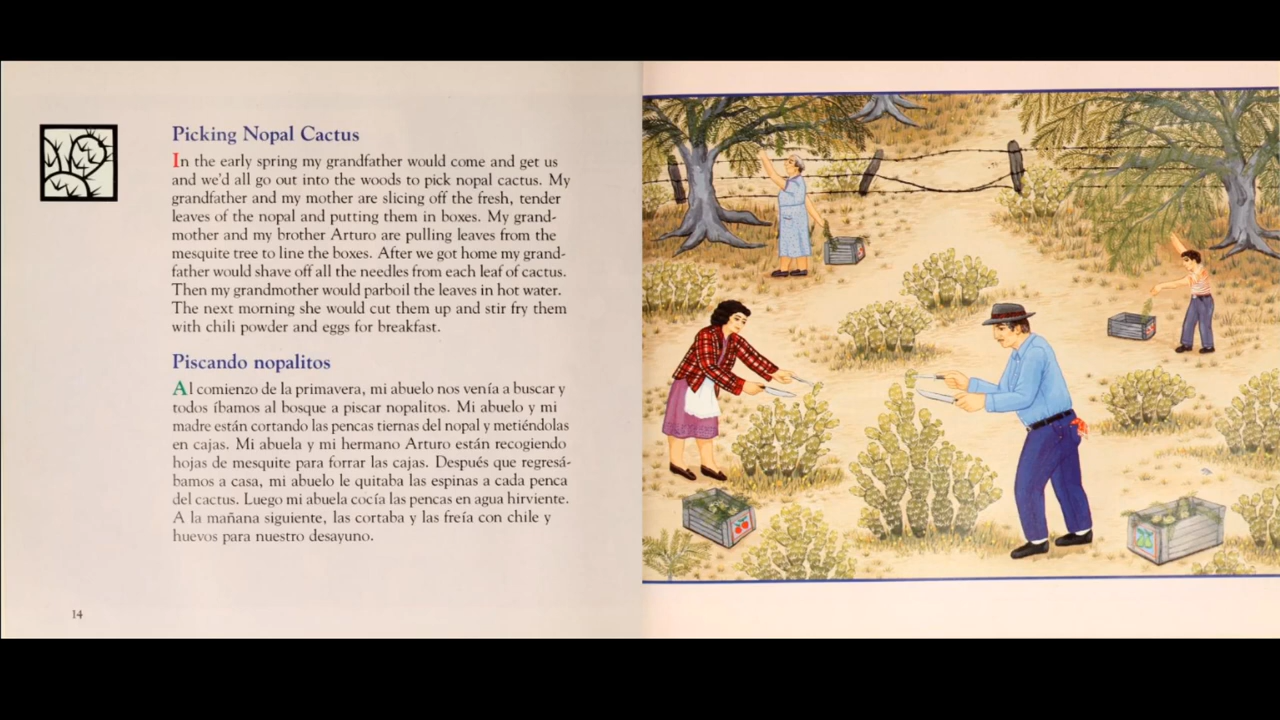 Picking Nopal Cactus
In the early spring my grandfather would come and get us
and we'd all go out into the woods to pick nopal cactus. My
grandfather and my mother are slicing off the fresh, tender
leaves of the nopal and putting them in boxes. My grand-
mother and my brother Arturo are pulling leaves from the
mesquite tree to line the boxes. After we got home my grand-
father would shave off all the needles from each leaf of cactus.
Then my grandmother would parboil the leaves in hot water.
The next morning she would cut them up and stir fry them
with chili powder and eggs for breakfast.
Piscando nopalitos
Al comienzo de la primavera, mi abuelo nos venía a buscar y
todos íbamos al bosque a piscar nopalitos. Mi abuelo y mi
madre están cortando las pencas tiernas del nopal y metiéndolas
en cajas. Mi abuela y mi hermano Arturo están recogiendo
hojas de mesquite para forrar las cajas. Después que regresá-
bamos a casa, mi abuelo le quitaba las espinas a cada penca
del cactus. Luego mi abuela cocía las pencas en agua hirviente.
A la mañana siguiente, las cortaba y las freía con chile y
huevos para nuestro desayuno.
14